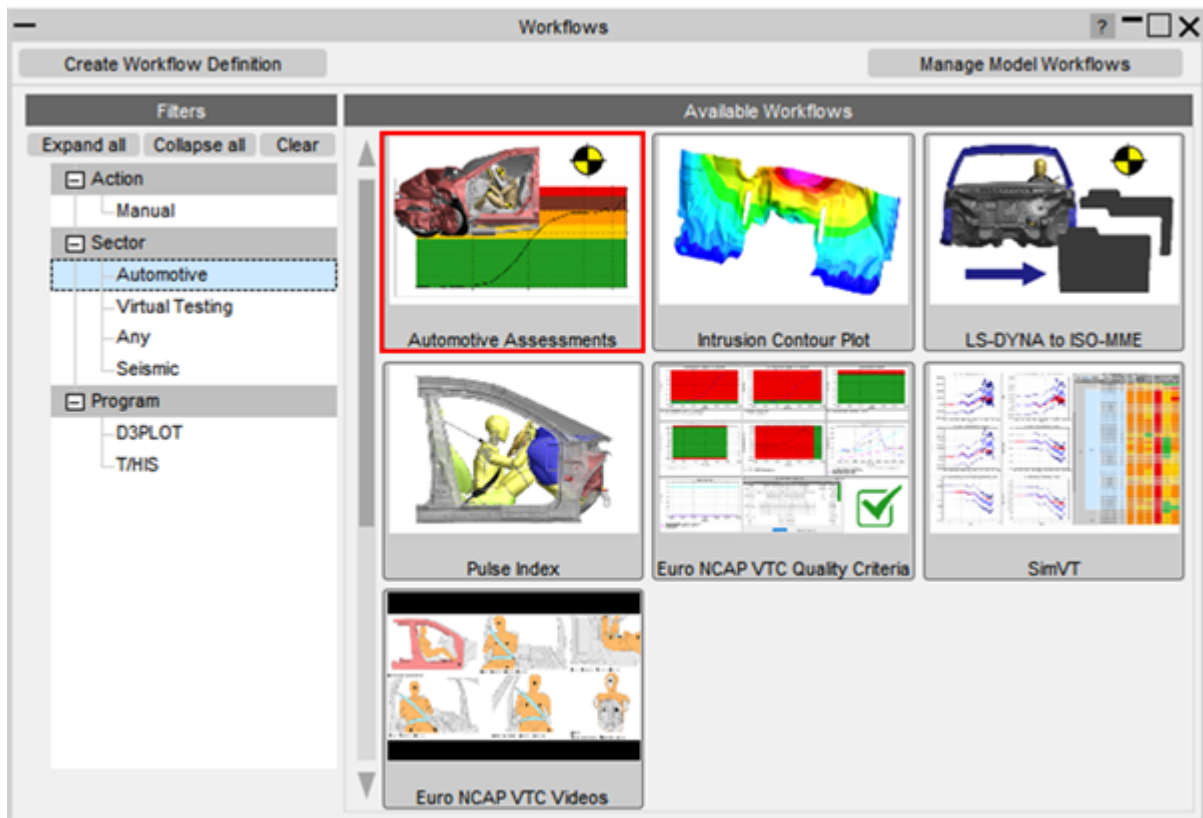 Workflows
?
Create Workflow Definition
Manage Model Workflows
Filters
Expand all
Collapse all
Clear
Action
Manual
Sector
Automotive
Virtual Testing
Any
Seismic
Program
D3PLOT
T/HIS
Available Workflows
Automotive Assessments
Intrusion Contour Plot
LS-DYNA to ISO-MME
Pulse Index
Euro NCAP VTC Quality Criteria
SimVT
Euro NCAP VTC Videos